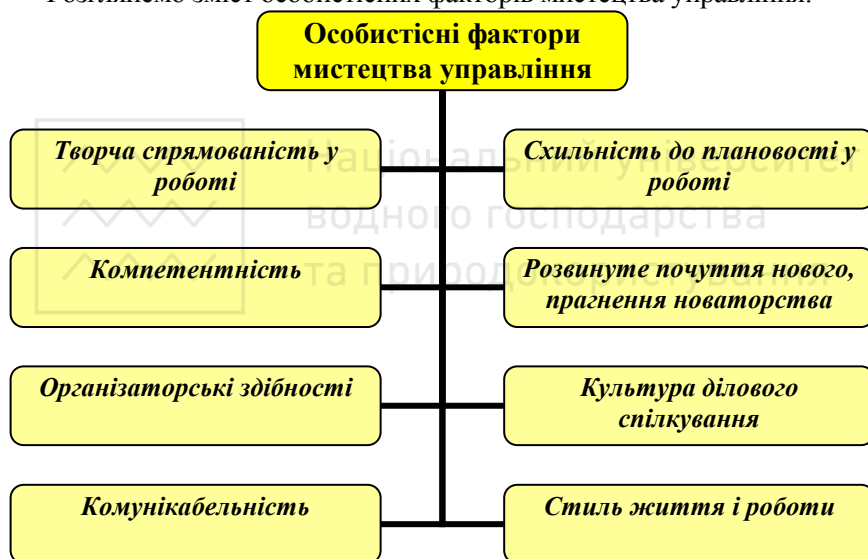 Розглянемо зміст особистісних факторів мистецтва управління.
Особистісні фактори
мистецтва управління
Творча спрямованість у
роботі
Схильність до плановості у
роботі
Компетентність
Розвинуте почуття нового,
прагнення новаторства
Організаторські здібності
Культура ділового
спілкування
Комунікабельність
Стиль життя і роботи
Національний університет
водного господарства
та природокористування